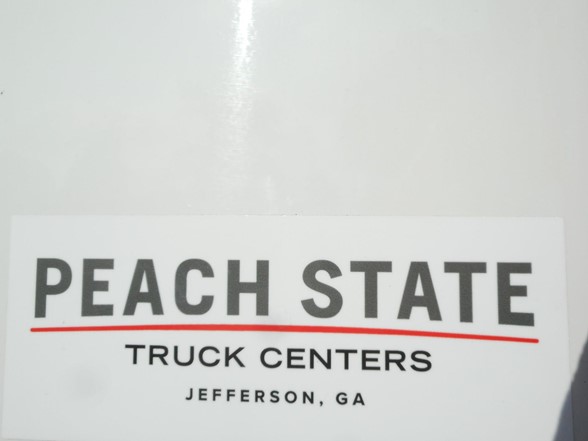 PEACH STATE
TRUCK CENTERS
JEFFERSON, GA